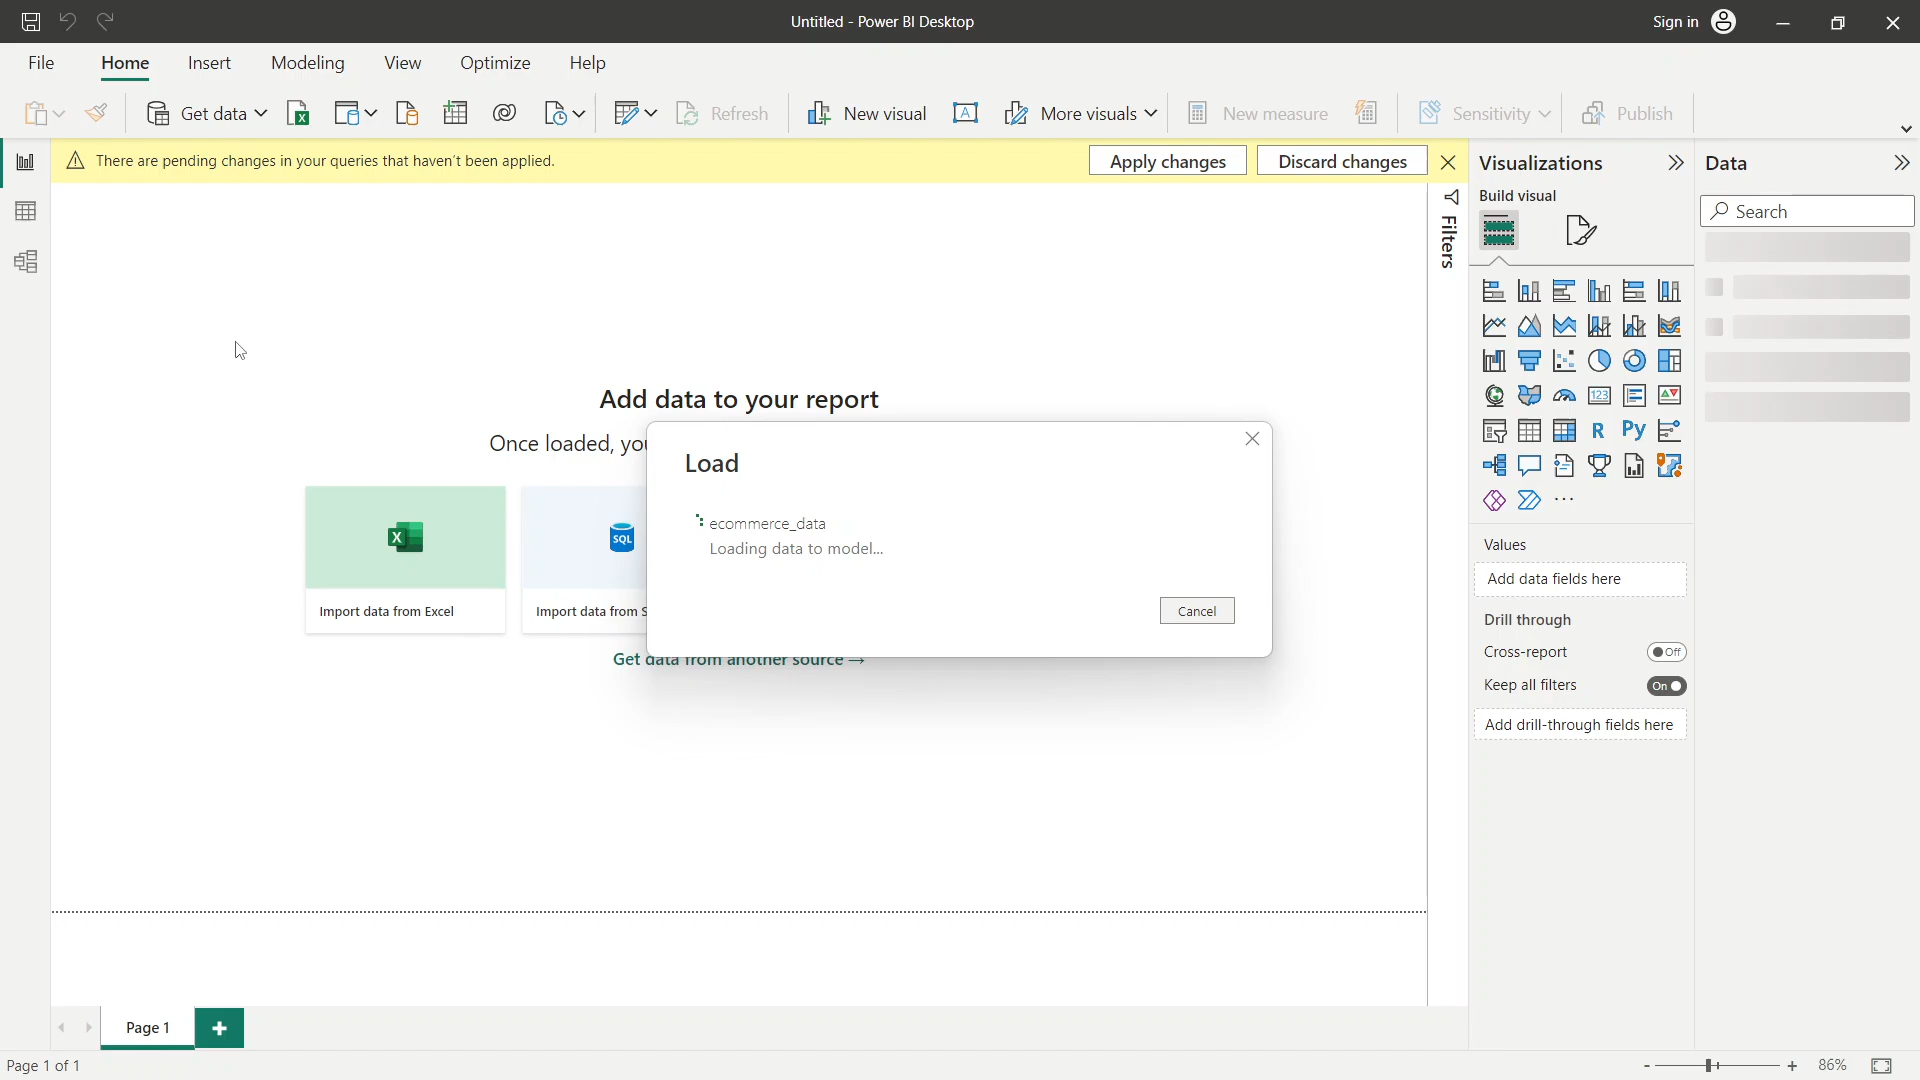 Untitled - Power BI Desktop
Sign in
File
Home
Insert
Modeling
View
Optimize
Help
Get data
Refresh
New visual
More visuals
New measure
Sensitivity
Publish
There are pending changes in your queries that haven't been applied.
Apply changes
Discard changes
Filters
Visualizations
Build visual
Data
Search
123
R
Py
Values
Add data fields here
Drill through
Cross-report
Off
Keep all filters
On
Add drill-through fields here
Add data to your report
Once loaded, you
SQL
Import data from Excel
Import data from S
Get data from another source →
Load
ecommerce_data
Loading data to model...
Cancel
Page 1
Page 1 of 1
- + 86%